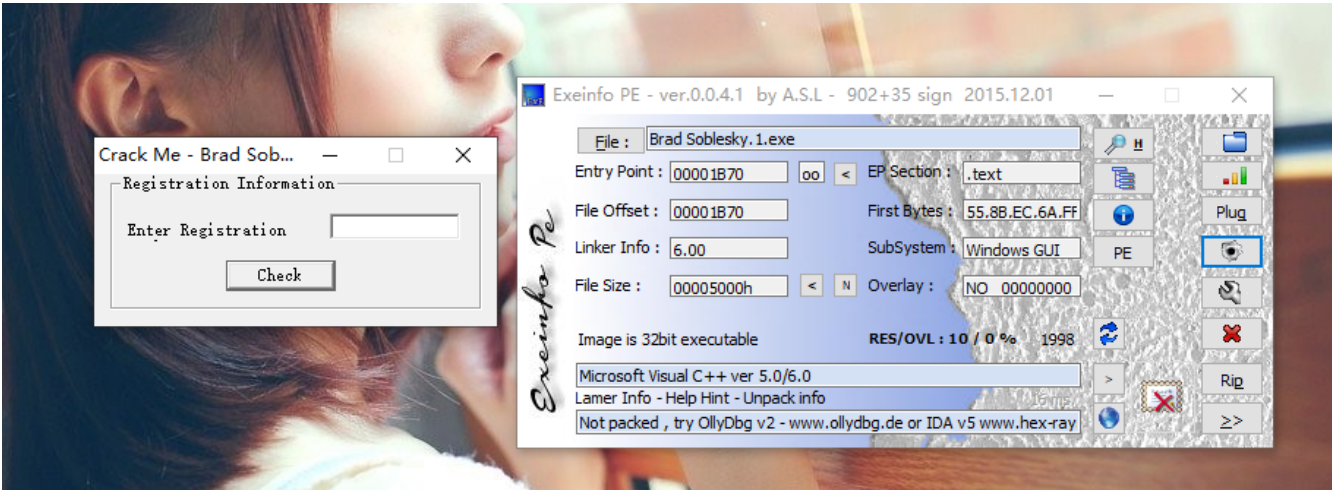 Exeinfo PE - ver.0.0.4.1 by A.S.L - 902+35 sign 2015.12.01
File : Brad Soblesky.1.exe H
Crack Me - Brad Sob...
Registration Information
Enter Registration
Check
Entry Point : 00001B70 oo < EP Section : .text
File Offset : 00001B70 First Bytes : 55.8B.EC.6A.FF Plug
Linker Info : 6.00 SubSystem : Windows GUI PE
File Size : 00005000h < N Overlay : NO 00000000
Image is 32bit executable RES/OVL : 10 / 0 % 1998
Microsoft Visual C++ ver 5.0/6.0 > Rip
Lamer Info - Help Hint - Unpack info
Not packed , try OllyDbg v2 - www.ollydbg.de or IDA v5 www.hex-ray >>
Exeinfo Pe